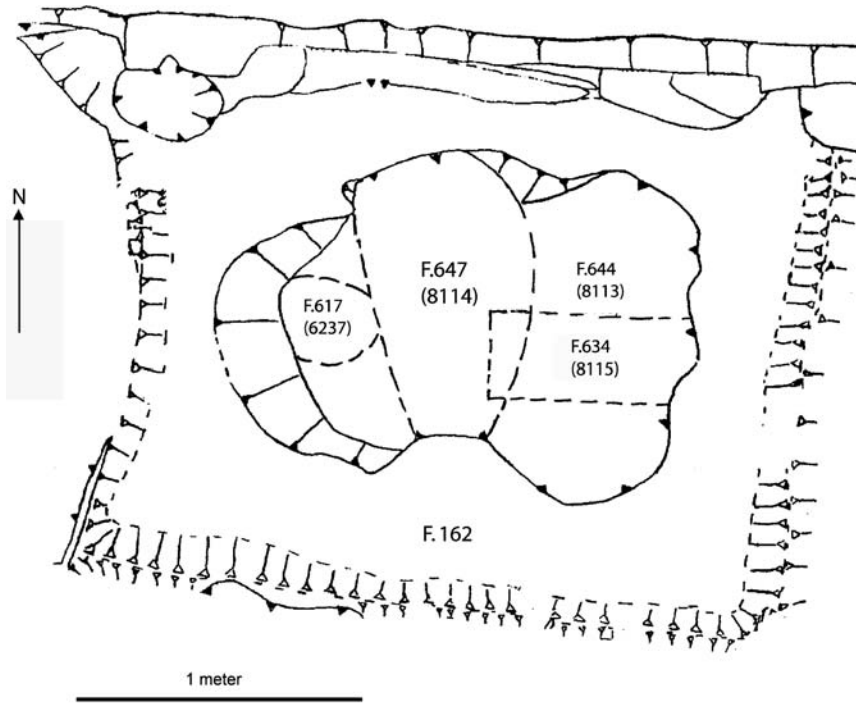 N
F.647
(8114)
F.644
(8113)
F.617
(6237)
F.634
(8115)
F.162
1 meter